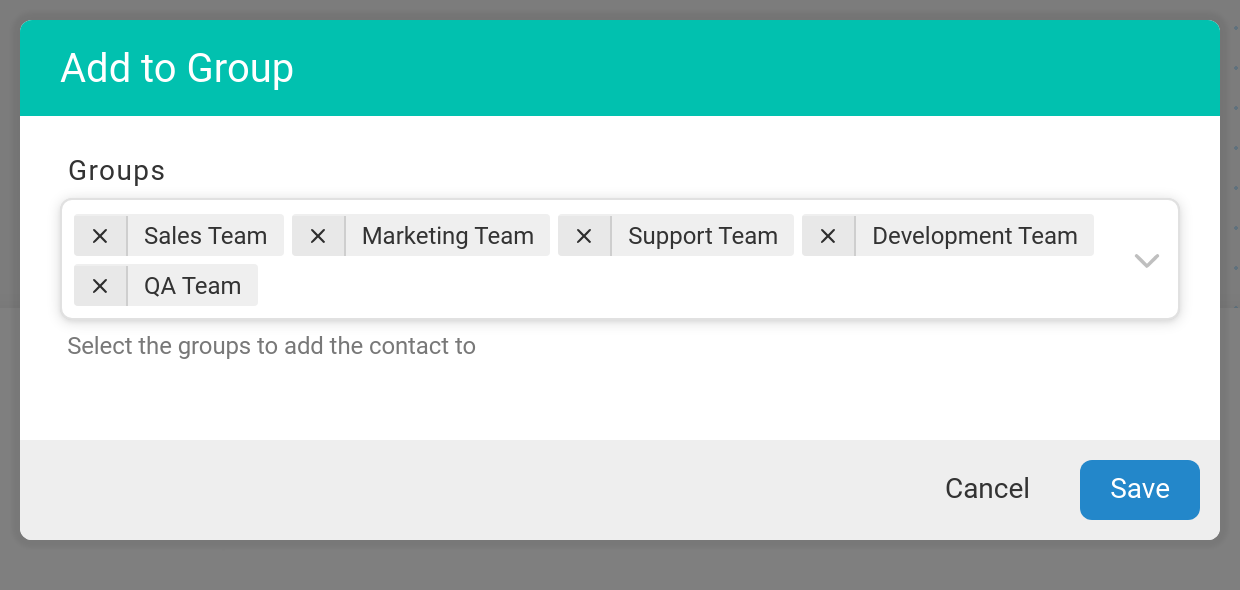 Add to Group
Groups
Sales Team Marketing Team Support Team Development Team
QA Team
Select the groups to add the contact to
Cancel Save